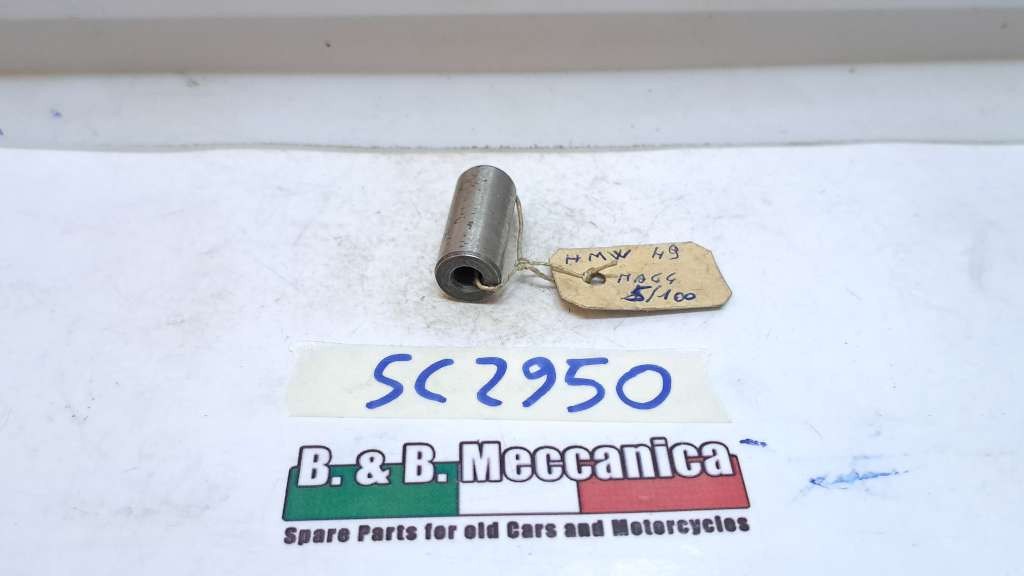 HMW 49
MAGG
5/100
SC2950
B. & B. Meccanica
Spare Parts for old Cars and Motorcycles